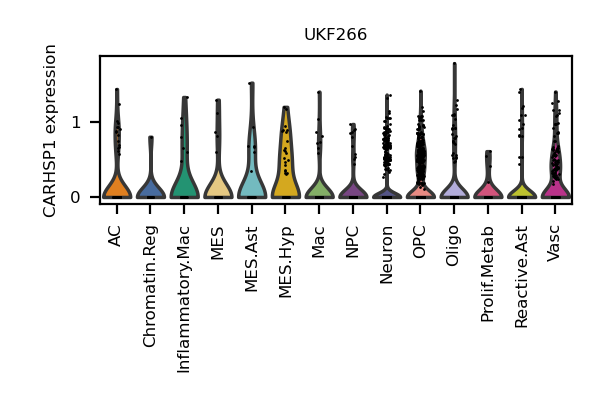 UKF266
CARHSP1 expression
1
0
AC
Chromatin.Reg
Inflammatory.Mac
MES
MES.Ast
MES.Hyp
Mac
NPC
Neuron
OPC
Oligo
Prolif.Metab
Reactive.Ast
Vasc